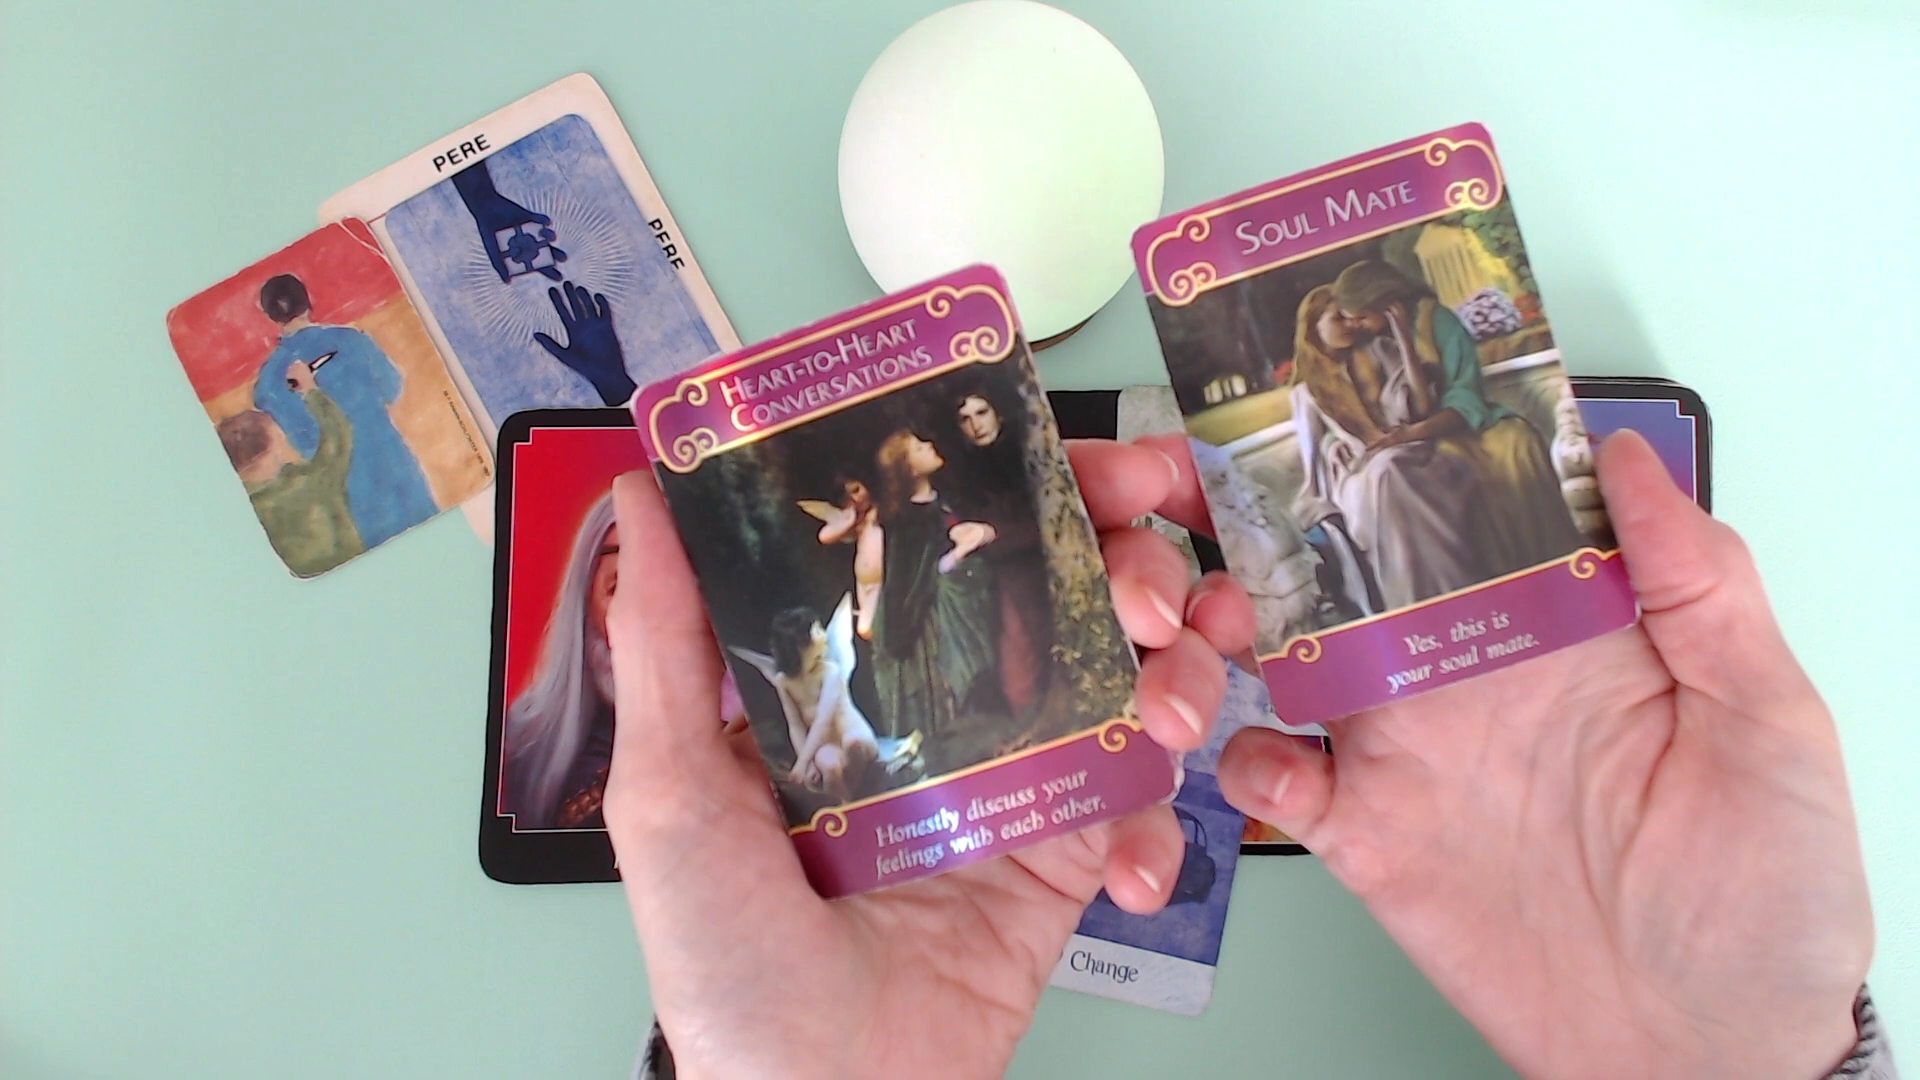 PERE
PERE
HEART-TO-HEART
CONVERSATIONS
Honestly discuss your
feelings with each other.
SOUL MATE
Yes, this is
your soul mate.
Change